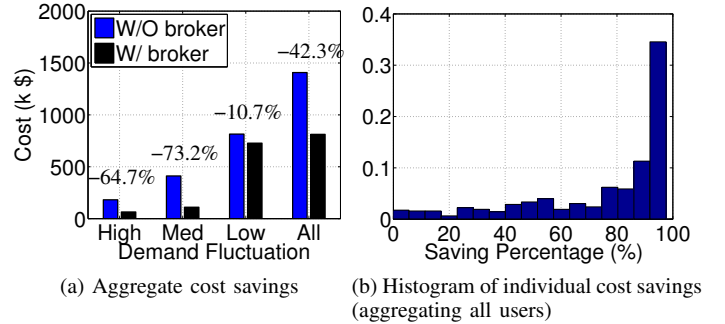 2000
1500
1000
500
0
Cost (k $)
W/O broker
W/ broker
−64.7%
−73.2%
−10.7%
−42.3%
High Med Low All
Demand Fluctuation
(a) Aggregate cost savings
0.4
0.3
0.2
0.1
0
0 20 40 60 80 100
Saving Percentage (%)
(b) Histogram of individual cost savings
(aggregating all users)